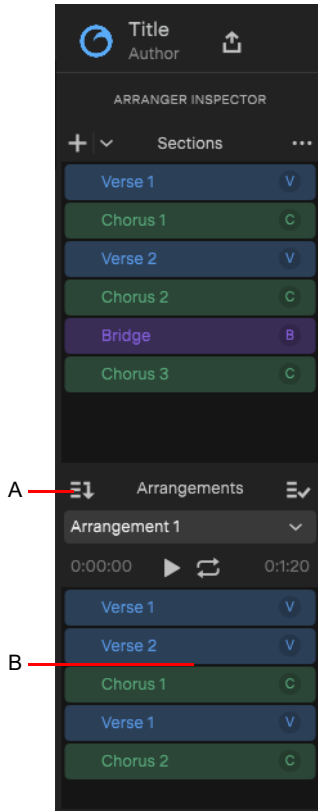 Title
Author
ARRANGER INSPECTOR
Sections
Verse 1 V
Chorus 1 C
Verse 2 V
Chorus 2 C
Bridge B
Chorus 3 C
A Arrangements
Arrangement 1
0:00:00 0:1:20
Verse 1 V
Verse 2 V
B
Chorus 1 C
Verse 1 V
Chorus 2 C